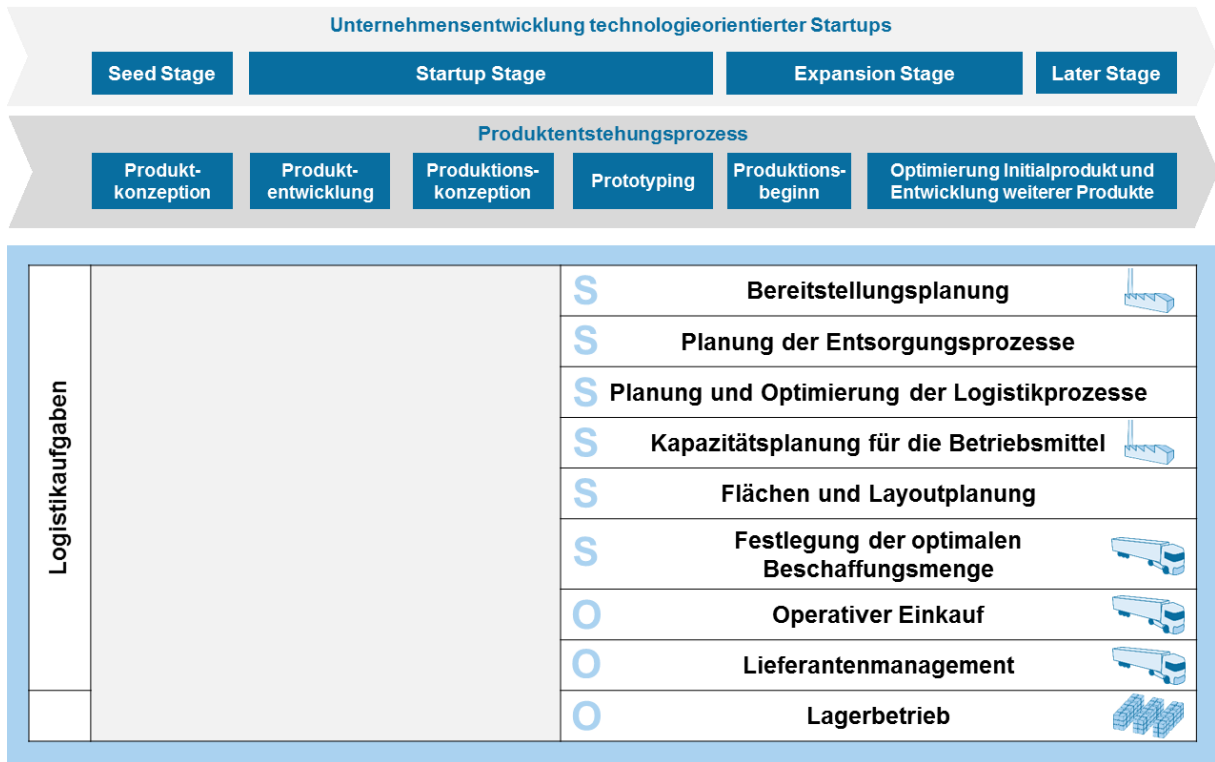 Unternehmensentwicklung technologieorientierter Startups
Seed Stage
Startup Stage
Expansion Stage
Later Stage
Produktentstehungsprozess
Produkt-
konzeption
Produkt-
entwicklung
Produktions-
konzeption
Prototyping
Produktions-
beginn
Optimierung Initialprodukt und
Entwicklung weiterer Produkte
Logistikaufgaben
S Bereitstellungsplanung
S Planung der Entsorgungsprozesse
S Planung und Optimierung der Logistikprozesse
S Kapazitätsplanung für die Betriebsmittel
S Flächen und Layoutplanung
S Festlegung der optimalen
Beschaffungsmenge
O Operativer Einkauf
O Lieferantenmanagement
O Lagerbetrieb